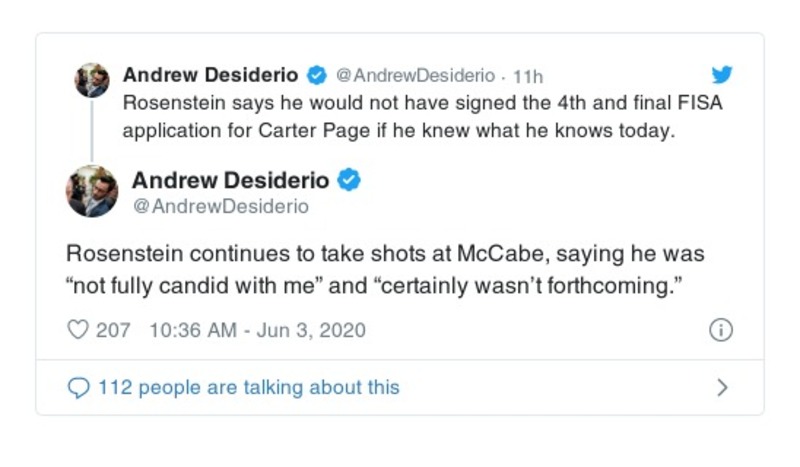 Andrew Desiderio @AndrewDesiderio · 11h
Rosenstein says he would not have signed the 4th and final FISA
application for Carter Page if he knew what he knows today.
Andrew Desiderio
@AndrewDesiderio
Rosenstein continues to take shots at McCabe, saying he was
“not fully candid with me” and “certainly wasn’t forthcoming.”
207 10:36 AM - Jun 3, 2020
112 people are talking about this